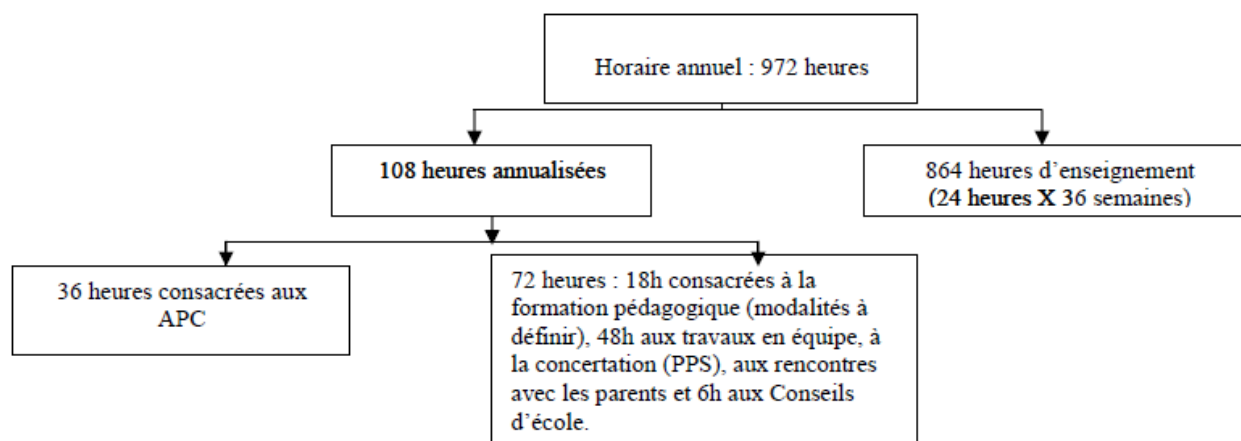 Horaire annuel : 972 heures
108 heures annualisées
864 heures d’enseignement
(24 heures X 36 semaines)
36 heures consacrées aux
APC
72 heures : 18h consacrées à la
formation pédagogique (modalités à
définir), 48h aux travaux en équipe, à
la concertation (PPS), aux rencontres
avec les parents et 6h aux Conseils
d’école.